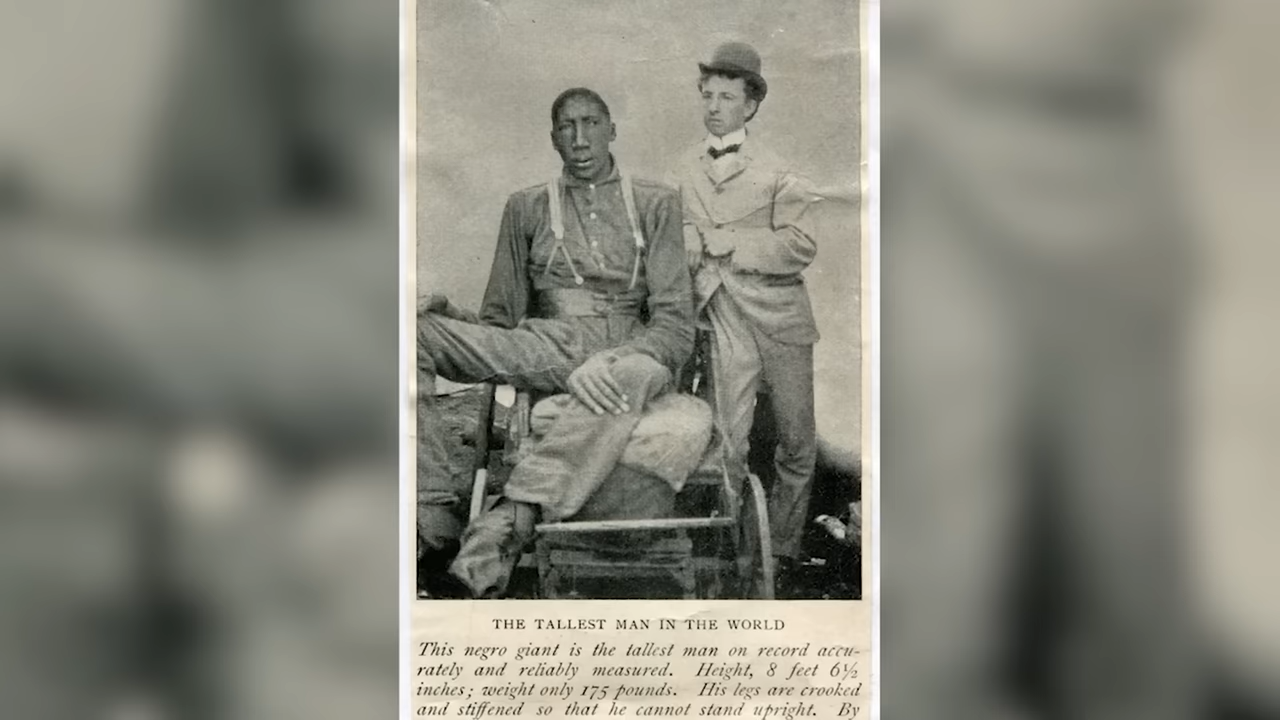 THE TALLEST MAN IN THE WORLD
This negro giant is the tallest man on record accu-
rately and reliably measured. Height, 8 feet 6½
inches; weight only 175 pounds. His legs are crooked
and stiffened so that he cannot stand upright. By